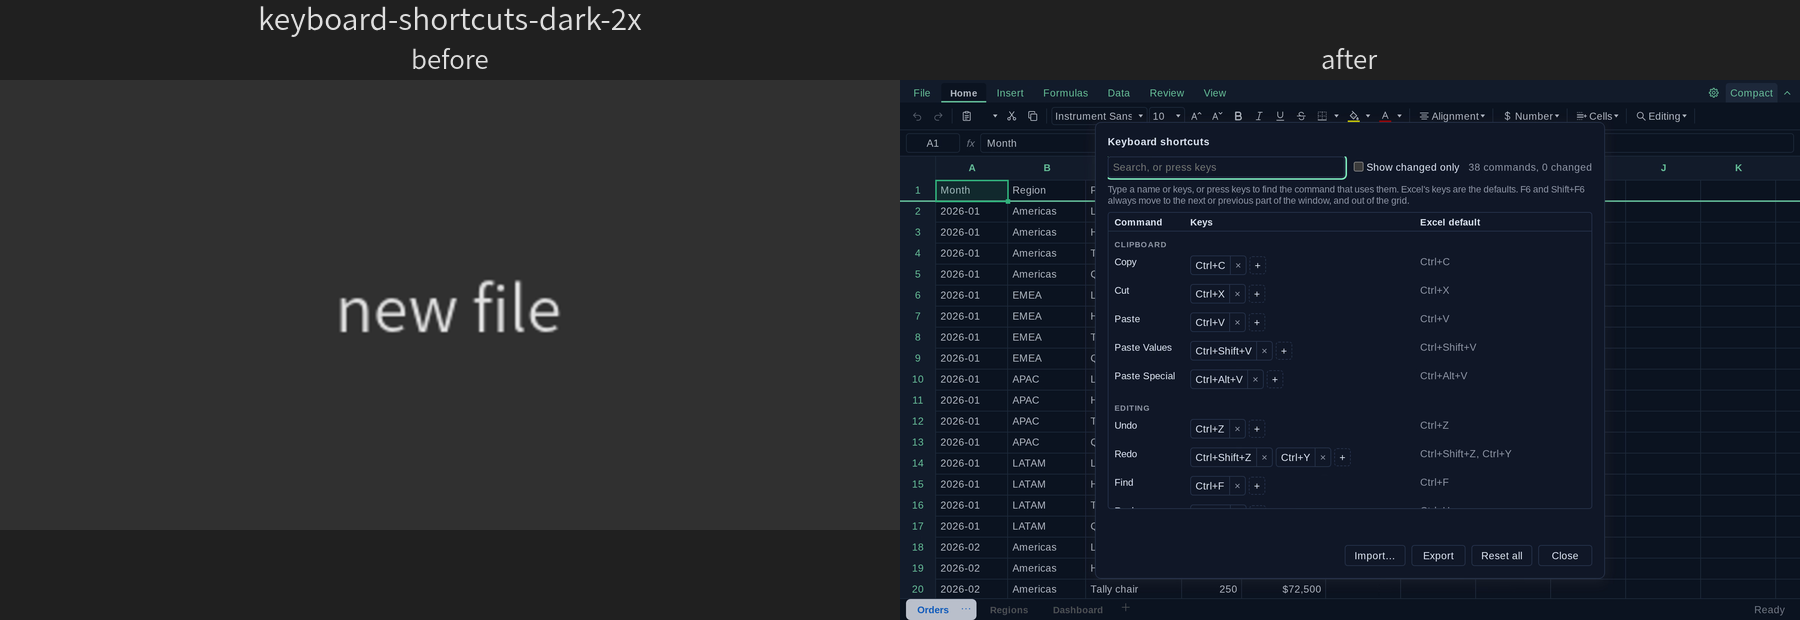 keyboard-shortcuts-dark-2x
before after
new file
File Home Insert Formulas Data Review View Compact
Instrument Sans 10 A^ A˅ B I U S A Alignment $ Number Cells Editing
A1 fx Month
A B J K
1 Month Region
2 2026-01 Americas
3 2026-01 Americas
4 2026-01 Americas
5 2026-01 Americas
6 2026-01 EMEA
7 2026-01 EMEA
8 2026-01 EMEA
9 2026-01 EMEA
10 2026-01 APAC
11 2026-01 APAC
12 2026-01 APAC
13 2026-01 APAC
14 2026-01 LATAM
15 2026-01 LATAM
16 2026-01 LATAM
17 2026-01 LATAM
18 2026-02 Americas
19 2026-02 Americas
20 2026-02 Americas Tally chair 250 $72,500
Keyboard shortcuts
Search, or press keys Show changed only 38 commands, 0 changed
Type a name or keys, or press keys to find the command that uses them. Excel's keys are the defaults. F6 and Shift+F6
always move to the next or previous part of the window, and out of the grid.
Command Keys Excel default
CLIPBOARD
Copy Ctrl+C × + Ctrl+C
Cut Ctrl+X × + Ctrl+X
Paste Ctrl+V × + Ctrl+V
Paste Values Ctrl+Shift+V × + Ctrl+Shift+V
Paste Special Ctrl+Alt+V × + Ctrl+Alt+V
EDITING
Undo Ctrl+Z × + Ctrl+Z
Redo Ctrl+Shift+Z × Ctrl+Y × + Ctrl+Shift+Z, Ctrl+Y
Find Ctrl+F × + Ctrl+F
Import... Export Reset all Close
Orders ... Regions Dashboard + Ready